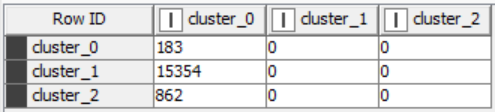 Row ID cluster_0 cluster_1 cluster_2
cluster_0 183 0 0
cluster_1 15354 0 0
cluster_2 862 0 0